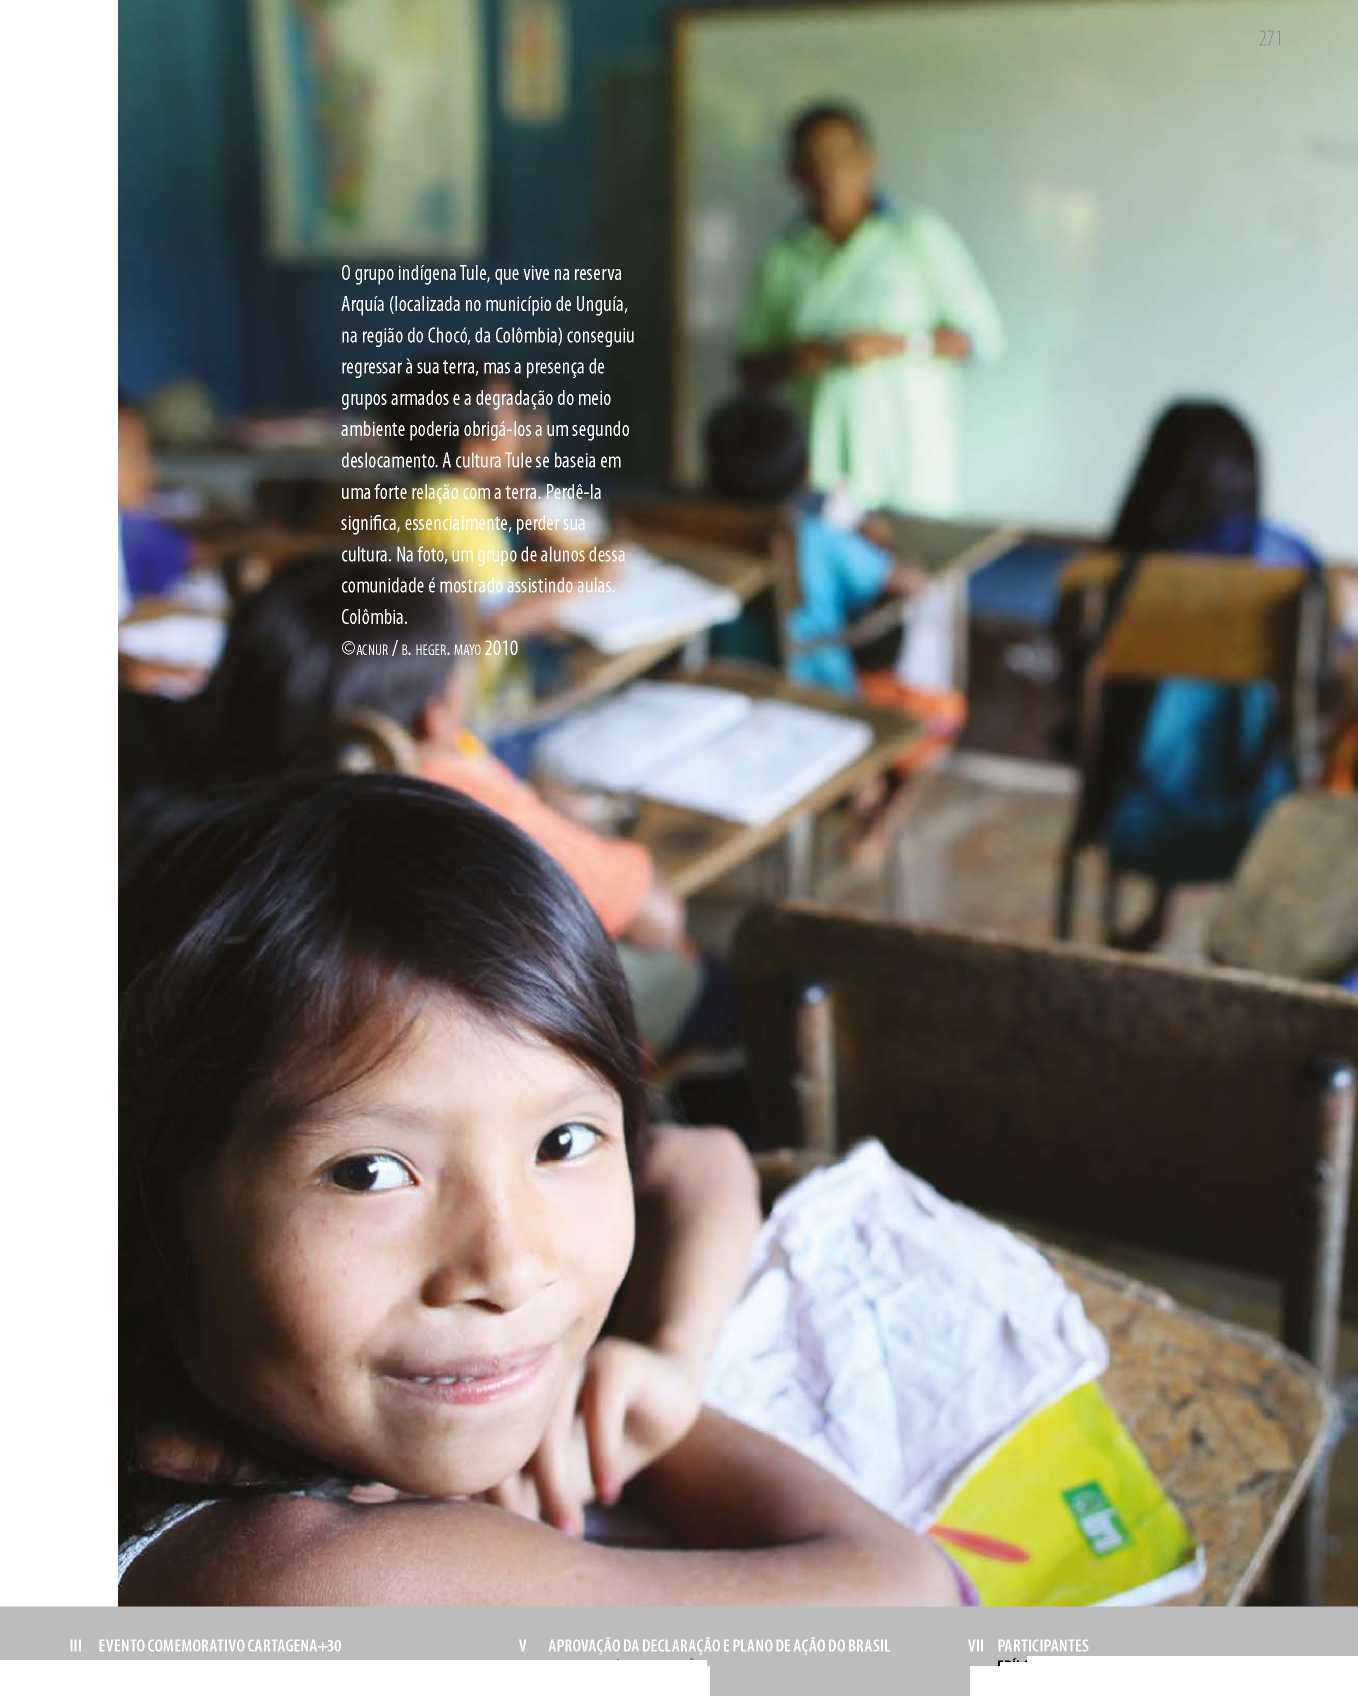 271
O grupo indígena Tule, que vive na reserva
Arquía (localizada no município de Unguía,
na região do Chocó, da Colômbia) conseguiu
regressar à sua terra, mas a presença de
grupos armados e a degradação do meio
ambiente poderia obrigá-los a um segundo
deslocamento. A cultura Tule se baseia em
uma forte relação com a terra. Perdê-la
significa, essencialmente, perder sua
cultura. Na foto, um grupo de alunos dessa
comunidade é mostrado assistindo aulas.
Colômbia.
©ACNUR / B. HEGER. MAYO 2010
III EVENTO COMEMORATIVO CARTAGENA+30
V APROVAÇÃO DA DECLARAÇÃO E PLANO DE AÇÃO DO BRASIL
VII PARTICIPANTES